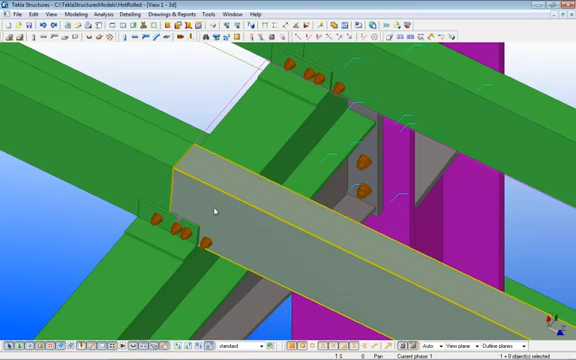 Tekla Structures - C:\TeklaStructuresModels\HotRolled - [View 1 - 3d]
File Edit View Modeling Analysis Detailing Drawings & Reports Tools Window Help
standard Auto View plane Outline planes
T S 0 Pan Current phase: 1 1 + 0 object(s) selected